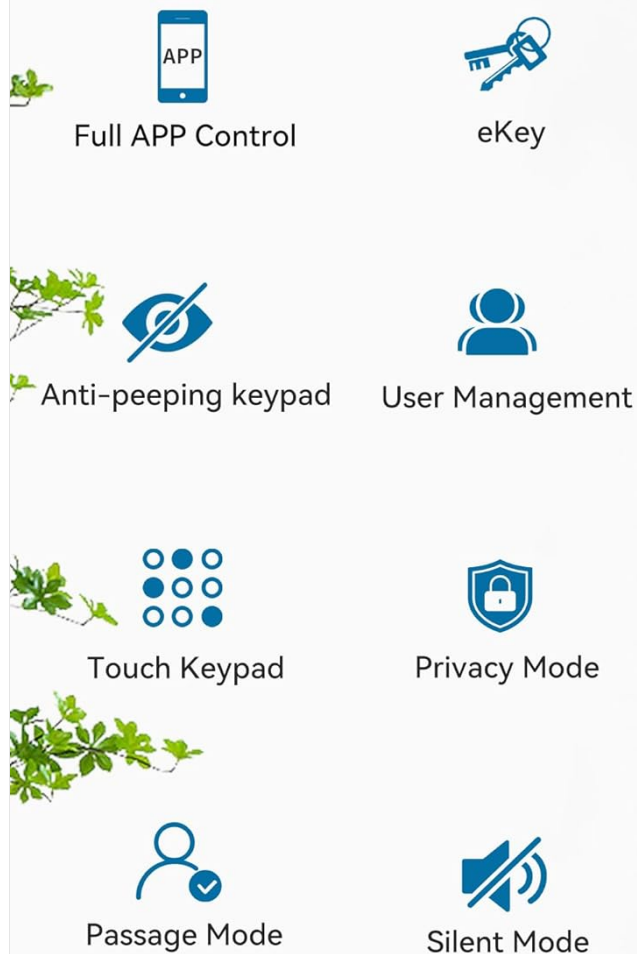 APP
Full APP Control
eKey
Anti-peeping keypad
User Management
Touch Keypad
Privacy Mode
Passage Mode
Silent Mode